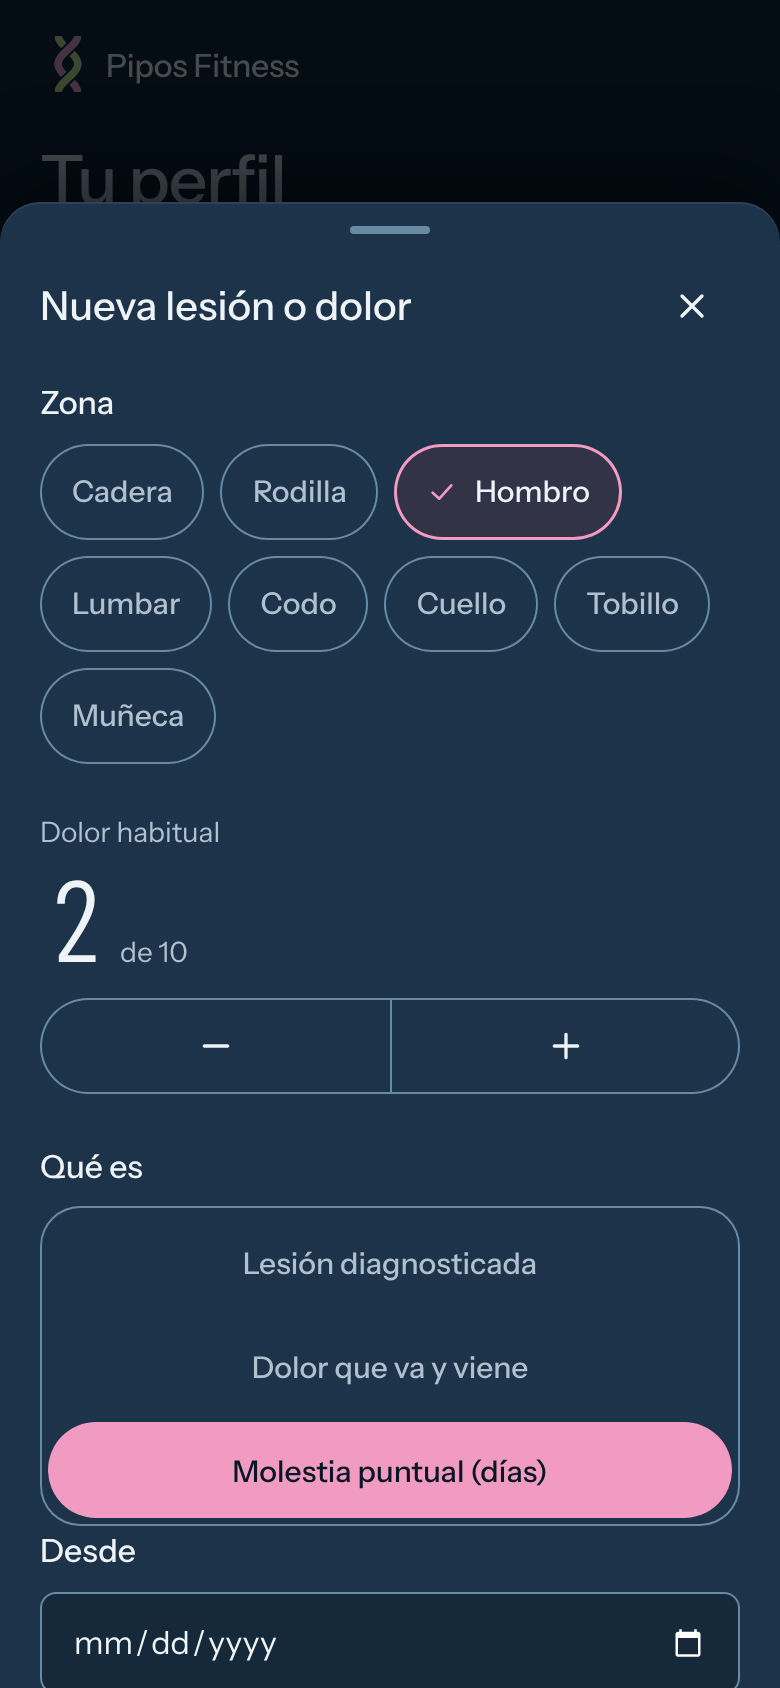 Pipos Fitness
Tu perfil
Nueva lesión o dolor
Zona
Cadera Rodilla Hombro
Lumbar Codo Cuello Tobillo
Muñeca
Dolor habitual
2 de 10
Qué es
Lesión diagnosticada
Dolor que va y viene
Molestia puntual (días)
Desde
mm/dd/yyyy